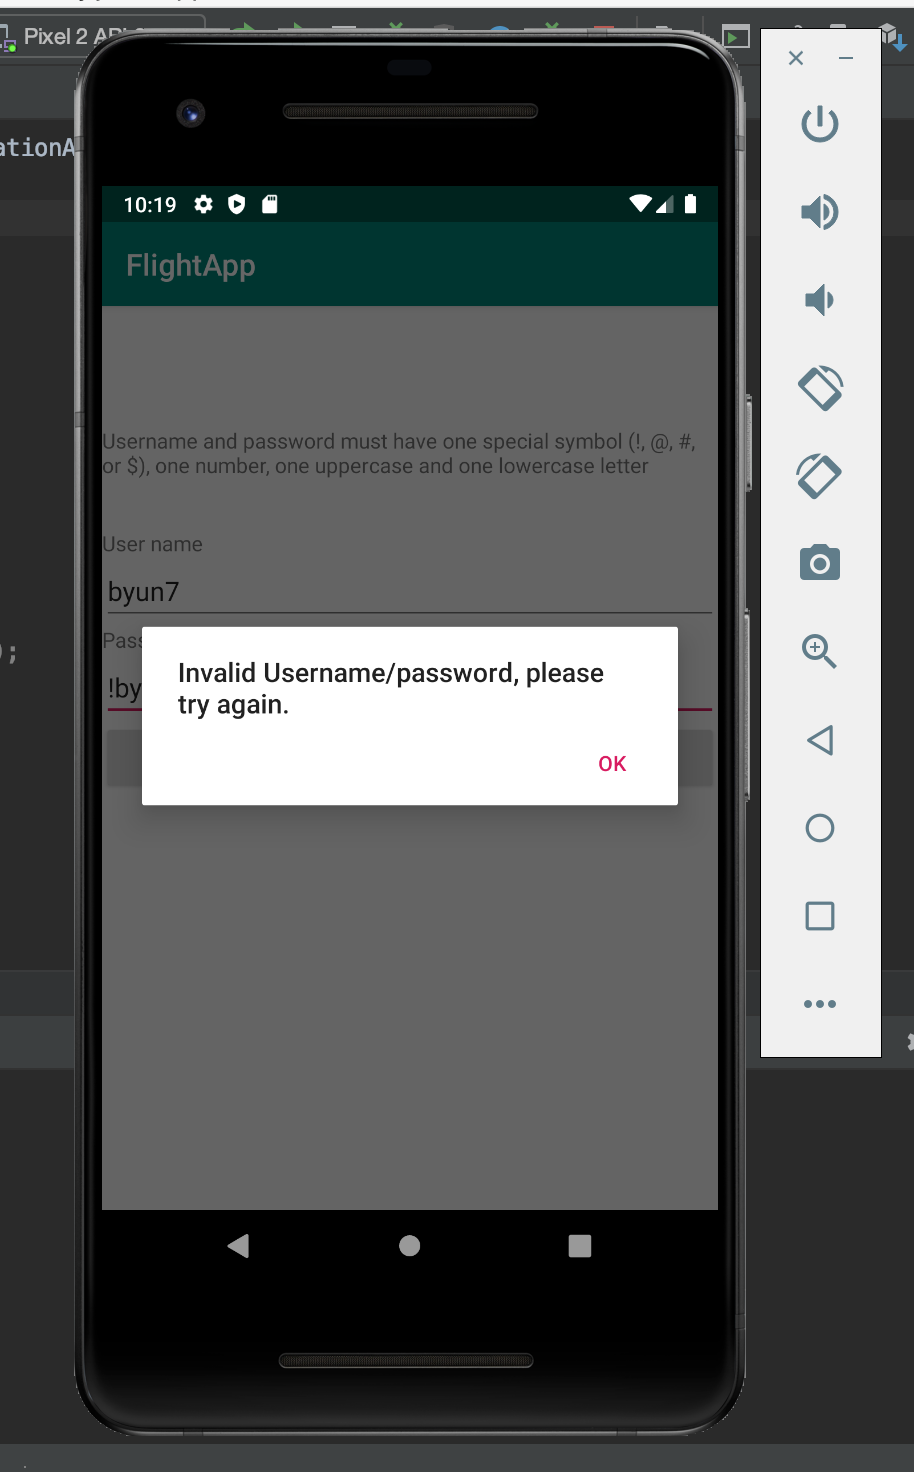 Pixel 2 API
ationA
10:19
FlightApp
Username and password must have one special symbol (!, @, #,
or $), one number, one uppercase and one lowercase letter
User name
byun7
);
Pass
!by
Invalid Username/password, please
try again.
OK